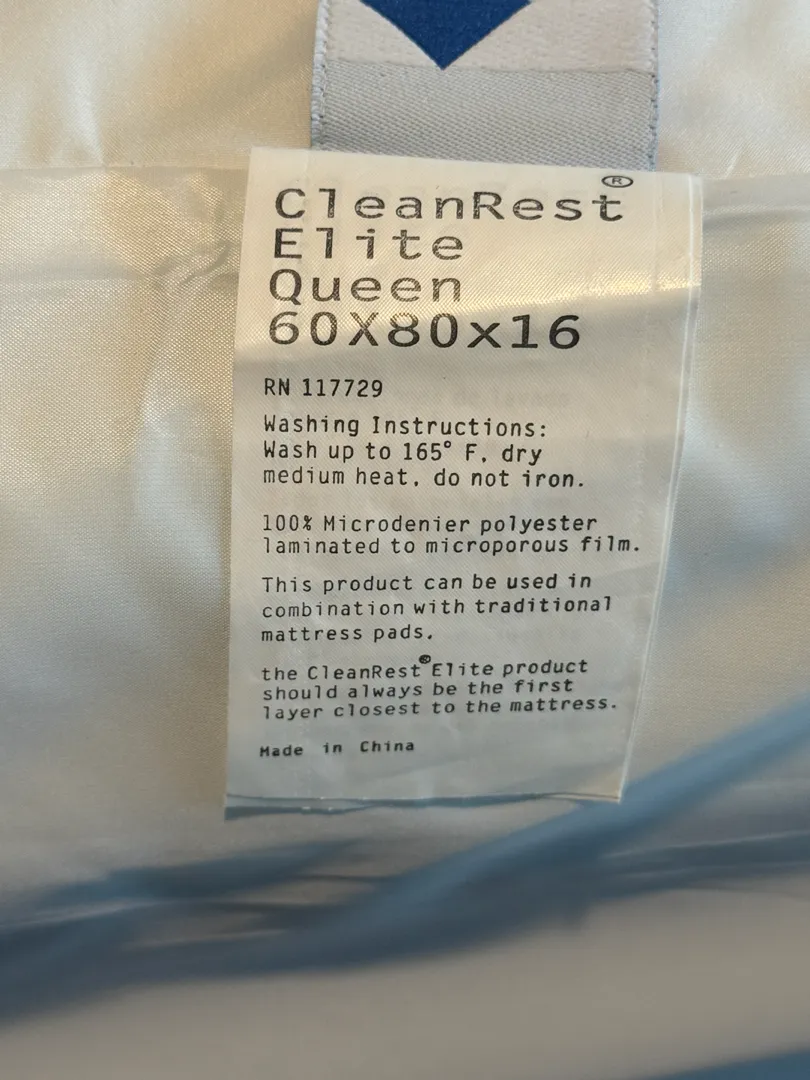 CleanRest®
Elite
Queen
60X80x16
RN 117729
Washing Instructions:
Wash up to 165° F, dry
medium heat, do not iron.
100% Microdenier polyester
laminated to microporous film.
This product can be used in
combination with traditional
mattress pads.
the CleanRest® Elite product
should always be the first
layer closest to the mattress.
Made in China